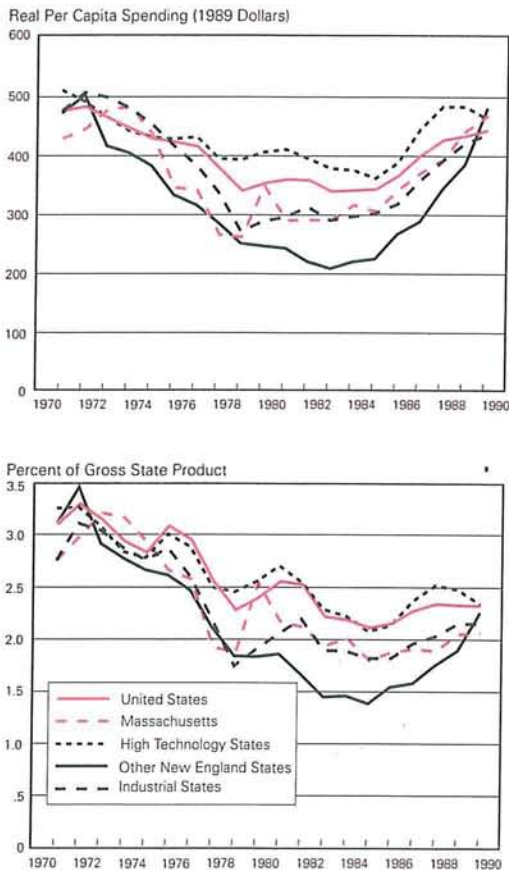 Real Per Capita Spending (1989 Dollars)
600
500
400
300
200
100
0
1970 1972 1974 1976 1978 1980 1982 1984 1986 1988 1990
Percent of Gross State Product
3.5
3.0
2.5
2.0
1.5
1.0
.5
0
United States
Massachusetts
High Technology States
Other New England States
Industrial States
1970 1972 1974 1976 1978 1980 1982 1984 1986 1988 1990